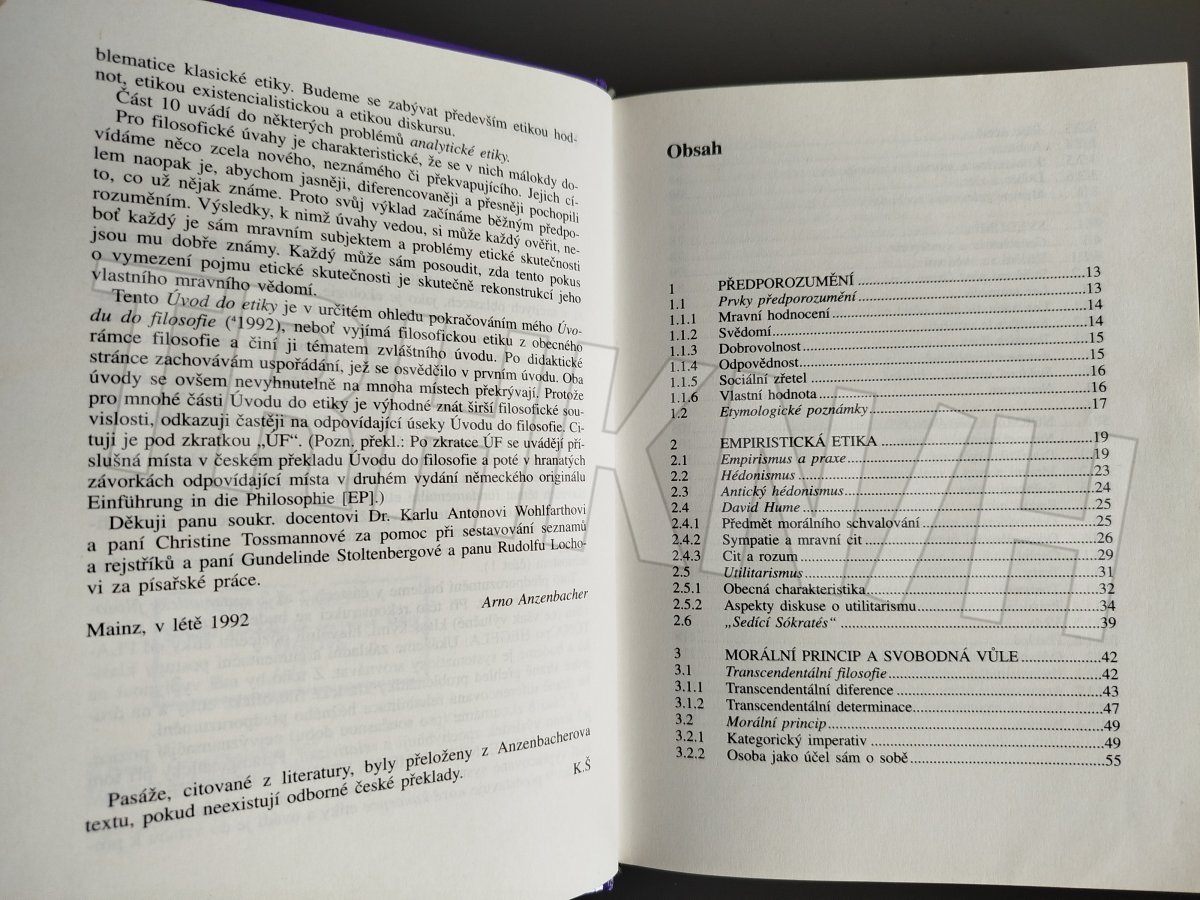 blematice klasické etiky. Budeme se zabývat především etikou hod-
not, etikou existencialistickou a etikou diskursu.
Část 10 uvádí do některých problémů analytické etiky.
Pro filosofické úvahy je charakteristické, že se v nich málokdy do-
vídáme něco zcela nového, neznámého či překvapujícího. Jejich cí-
lem naopak je, abychom jasněji, diferencovaněji a přesněji pochopili
to, co už nějak známe. Proto svůj výklad začínáme běžným předpo-
rozuměním. Výsledky, k nimž úvahy vedou, si může každý ověřit, ne-
boť každý je sám mravním subjektem a problémy etické skutečnosti
jsou mu dobře známy. Každý může sám posoudit, zda tento pokus
o vymezení pojmu etické skutečnosti je skutečně rekonstrukcí jeho
vlastního mravního vědomí.
Tento Úvod do etiky je v určitém ohledu pokračováním mého Úvo-
du do filosofie (⁴1992), neboť vyjímá filosofickou etiku z obecného
rámce filosofie a činí ji tématem zvláštního úvodu. Po didaktické
stránce zachovávám uspořádání, jež se osvědčilo v prvním úvodu. Oba
úvody se ovšem nevyhnutelně na mnoha místech překrývají. Protože
pro mnohé části Úvodu do etiky je výhodné znát širší filosofické sou-
vislosti, odkazuji častěji na odpovídající úseky Úvodu do filosofie. Ci-
tuji je pod zkratkou „ÚF“. (Pozn, překl.: Po zkratce ÚF se uvádějí pří-
slušná místa v českém překladu Úvodu do filosofie a poté v hranatých
závorkách odpovídající místa v druhém vydání německého originálu
Einführung in die Philosophie [EP].)
Děkuji panu soukr. docentovi Dr. Karlu Antonovi Wohlfarthovi
a paní Christine Tossmannové za pomoc při sestavování seznamů
a rejstříků a paní Gundelinde Stoltenbergové a panu Rudolfu Locho-
vi za písařské práce.
Arno Anzenbacher
Mainz, v létě 1992
Pasáže, citované z literatury, byly přeloženy z Anzenbacherova
textu, pokud neexistují odborné české překlady.
K.Š
Obsah
1 PŘEDPOROZUMĚNÍ 13
1.1 Prvky předporozumění 13
1.1.1 Mravní hodnocení 14
1.1.2 Svědomí 14
1.1.3 Dobrovolnost 15
1.1.4 Odpovědnost 15
1.1.5 Sociální zřetel 16
1.1.6 Vlastní hodnota 16
1.2 Etymologické poznámky 17
2 EMPIRISTICKÁ ETIKA 19
2.1 Empirismus a praxe 19
2.2 Hédonismus 23
2.3 Antický hédonismus 24
2.4 David Hume 25
2.4.1 Předmět morálního schvalování 25
2.4.2 Sympatie a mravní cit 26
2.4.3 Cit a rozum 29
2.5 Utilitarismus 31
2.5.1 Obecná charakteristika 32
2.5.2 Aspekty diskuse o utilitarismu 34
2.6 „Sedící Sókratés“ 39
3 MORÁLNÍ PRINCIP A SVOBODNÁ VŮLE 42
3.1 Transcendentální filosofie 42
3.1.1 Transcendentální diference 43
3.1.2 Transcendentální determinace 47
3.2 Morální princip 49
3.2.1 Kategorický imperativ 49
3.2.2 Osoba jako účel sám o sobě 55